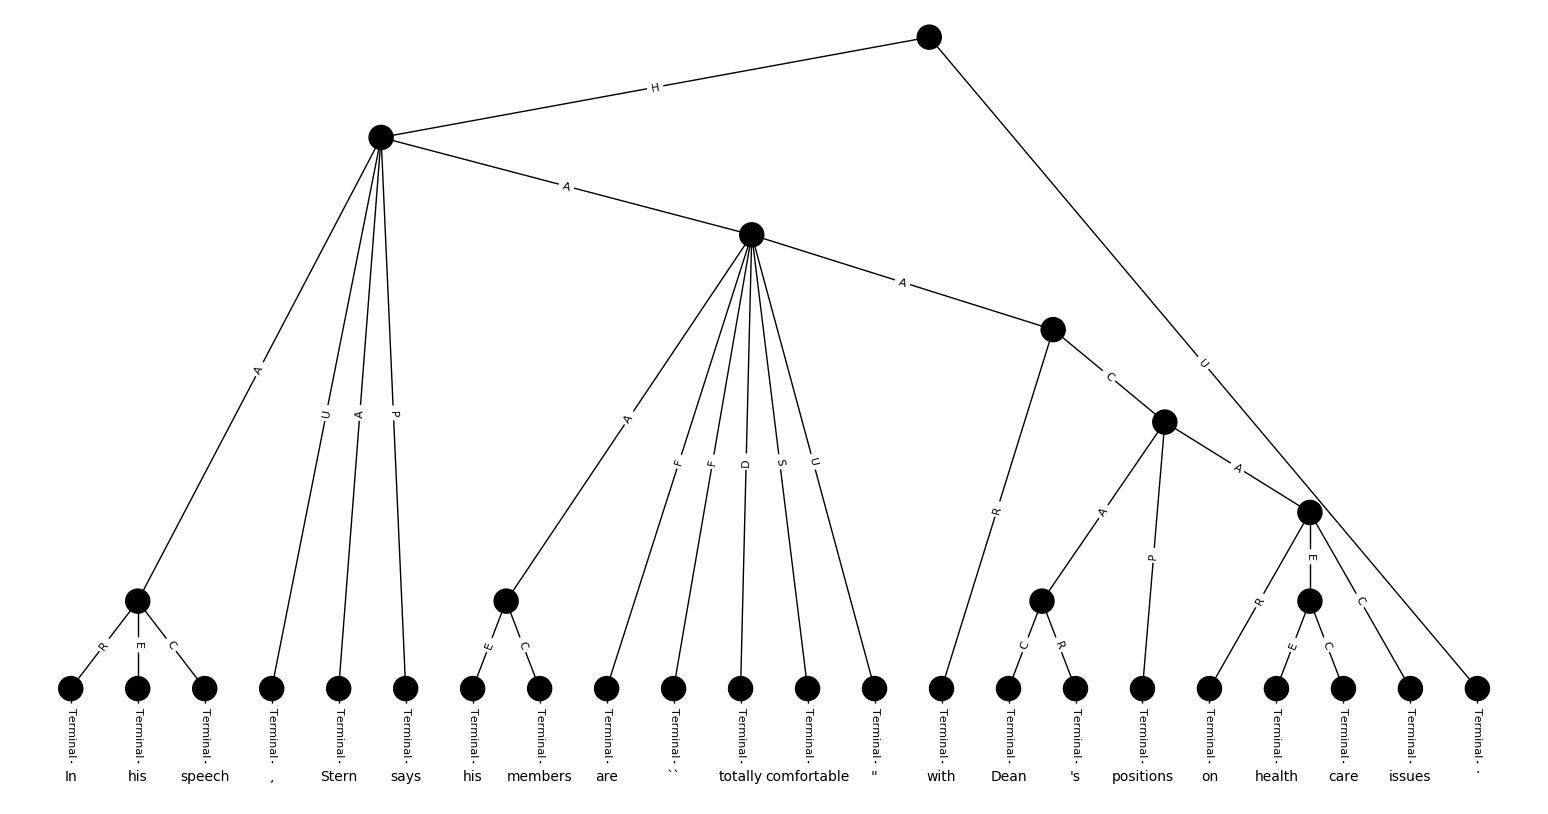 H
A
A
A
U
C
A
A
U
A
P
A
F
F
D
S
U
R
A
P
E
R
E
C
R
E
C
E
C
C
R
E
C
Terminal Terminal Terminal Terminal Terminal Terminal Terminal Terminal Terminal Terminal Terminal Terminal Terminal Terminal Terminal Terminal Terminal Terminal Terminal Terminal Terminal Terminal
In his speech , Stern says his members are `` totally comfortable " with Dean 's positions on health care issues .